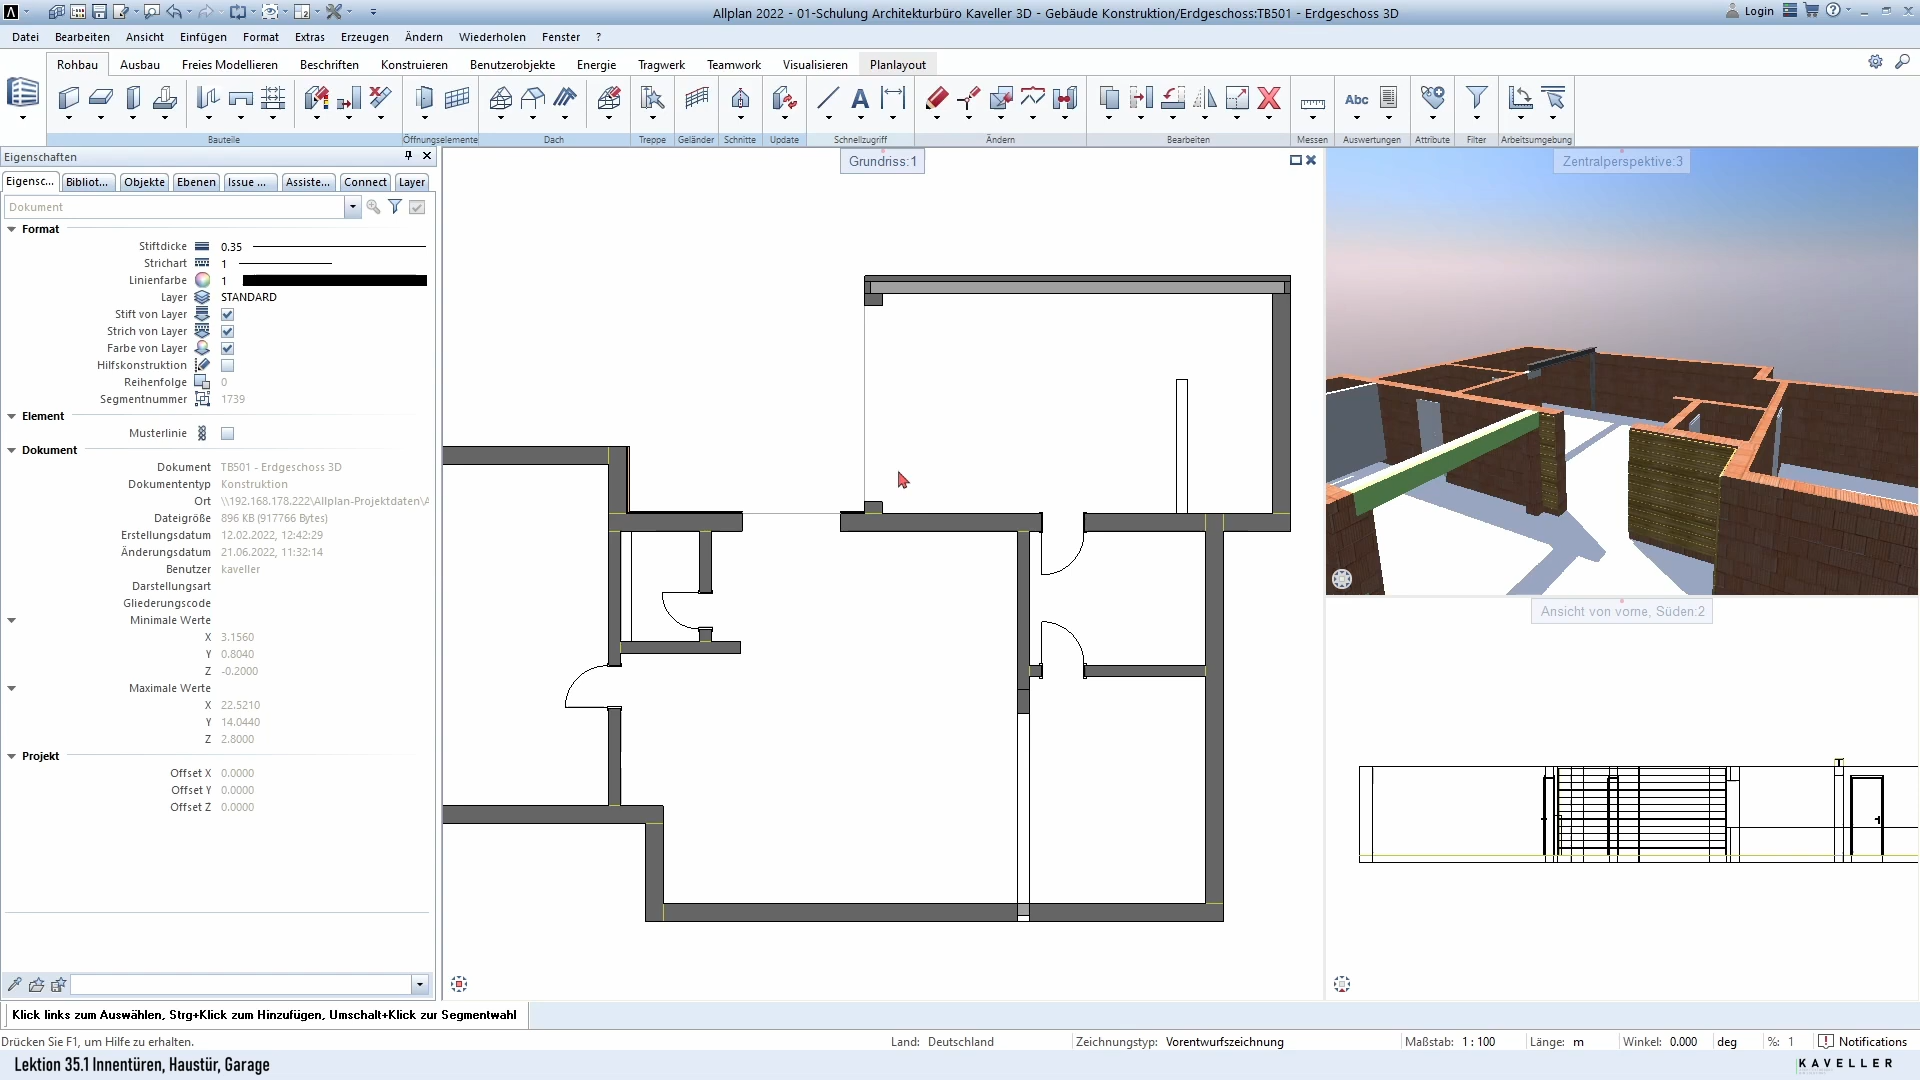 Allplan 2022 - 01-Schulung Architekturbüro Kaveller 3D - Gebäude Konstruktion/Erdgeschoss:TB501 - Erdgeschoss 3D
Login
Datei Bearbeiten Ansicht Einfügen Format Extras Erzeugen Ändern Wiederholen Fenster ?
Rohbau Ausbau Freies Modellieren Beschriften Konstruieren Benutzerobjekte Energie Tragwerk Teamwork Visualisieren Planlayout
Abc
Bauteile Öffnungselemente Dach Treppe Geländer Schnitte Update Schnellzugriff Ändern Bearbeiten Messen Auswertungen Attribute Filter Arbeitsumgebung
Eigenschaften
Grundriss:1
Zentralperspektive:3
Eigensc... Bibliot... Objekte Ebenen Issue ... Assiste... Connect Layer
Dokument
Format
Stiftdicke 0.35
Strichart 1
Linienfarbe 1
Layer STANDARD
Stift von Layer
Strich von Layer
Farbe von Layer
Hilfskonstruktion
Reihenfolge 0
Segmentnummer 1739
Element
Musterlinie
Dokument
Dokument TB501 - Erdgeschoss 3D
Dokumententyp Konstruktion
Ort \\192.168.178.222\Allplan-Projektdaten\A
Dateigröße 896 KB (917766 Bytes)
Erstellungsdatum 12.02.2022, 12:42:29
Änderungsdatum 21.06.2022, 11:32:14
Benutzer kaveller
Darstellungsart
Gliederungscode
Minimale Werte
X 3.1560
Y 0.8040
Z -0.2000
Maximale Werte
X 22.5210
Y 14.0440
Z 2.8000
Projekt
Offset X 0.0000
Offset Y 0.0000
Offset Z 0.0000
Ansicht von vorne, Süden:2
Klick links zum Auswählen, Strg+Klick zum Hinzufügen, Umschalt+Klick zur Segmentwahl
Drücken Sie F1, um Hilfe zu erhalten.
Land: Deutschland Zeichnungstyp: Vorentwurfszeichnung Maßstab: 1 : 100 Länge: m Winkel: 0.000 deg %: 1 Notifications
Lektion 35.1 Innentüren, Haustür, Garage
KAVELLER